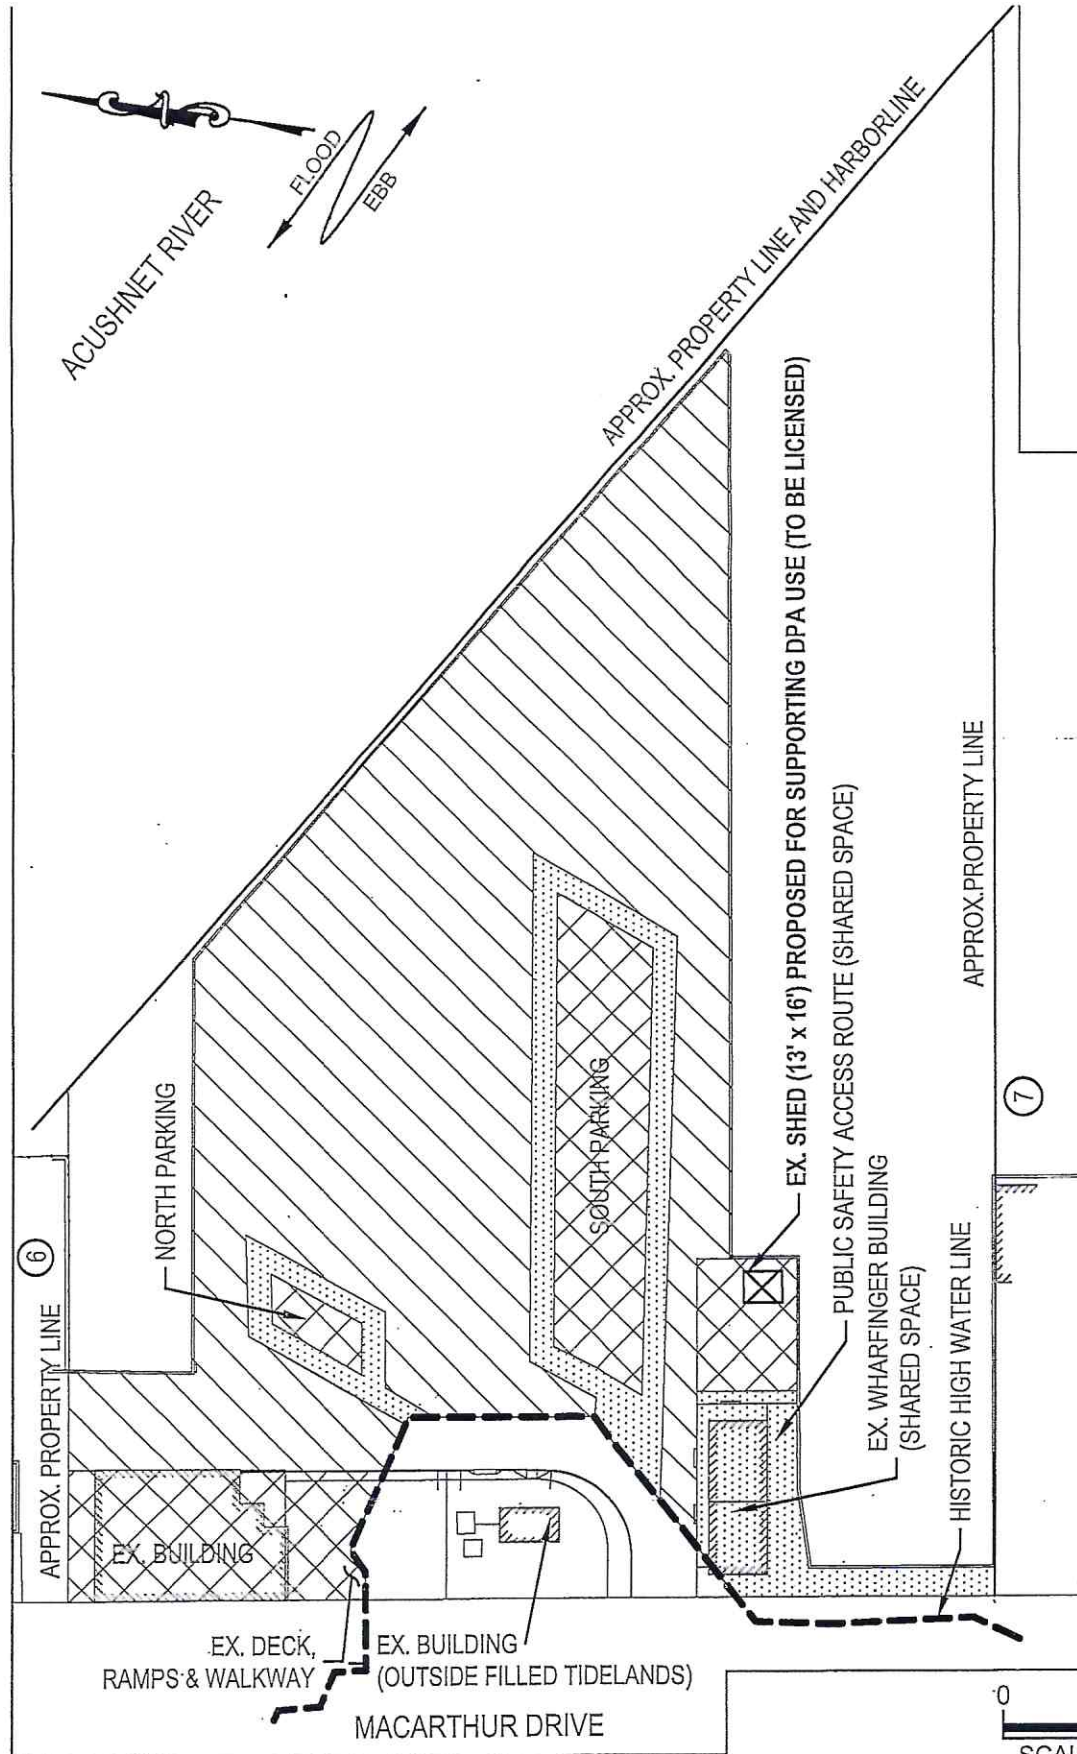 ACUSHNET RIVER
FLOOD
EBB
APPROX. PROPERTY LINE AND HARBORLINE
EX. SHED (13' x 16') PROPOSED FOR SUPPORTING DPA USE (TO BE LICENSED)
PUBLIC SAFETY ACCESS ROUTE (SHARED SPACE)
EX. WHARFINGER BUILDING
(SHARED SPACE)
HISTORIC HIGH WATER LINE
APPROX.PROPERTY LINE
7
6
APPROX. PROPERTY LINE
NORTH PARKING
SOUTH PARKING
EX. BUILDING
EX. DECK,
RAMPS & WALKWAY
EX. BUILDING
(OUTSIDE FILLED TIDELANDS)
MACARTHUR DRIVE
0